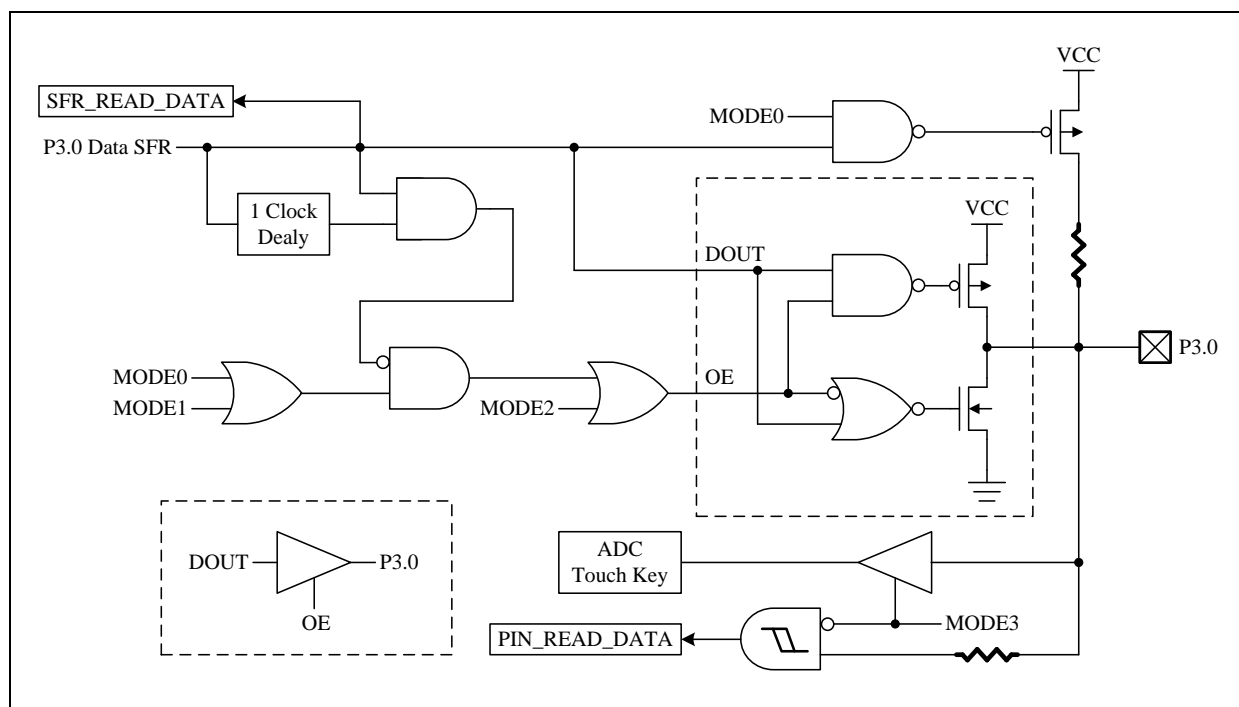 VCC
SFR_READ_DATA
MODE0
P3.0 Data SFR
1 Clock
Dealy
VCC
DOUT
P3.0
MODE0
MODE1
MODE2
OE
DOUT
P3.0
OE
ADC
Touch Key
MODE3
PIN_READ_DATA